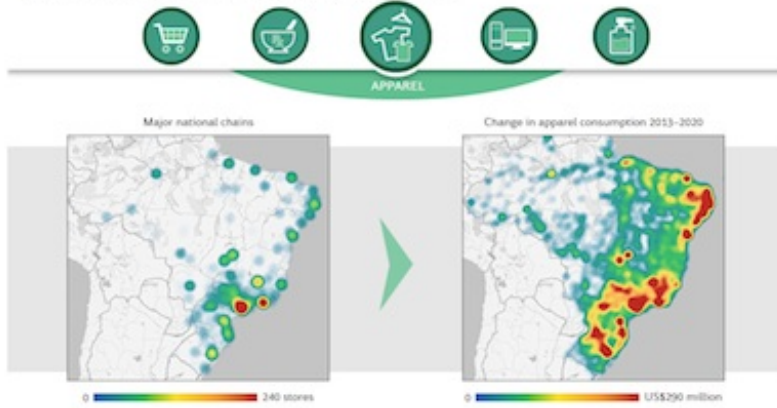 APPAREL
Major national chains
Change in apparel consumption 2013–2020
0
240 stores
0
US$290 million